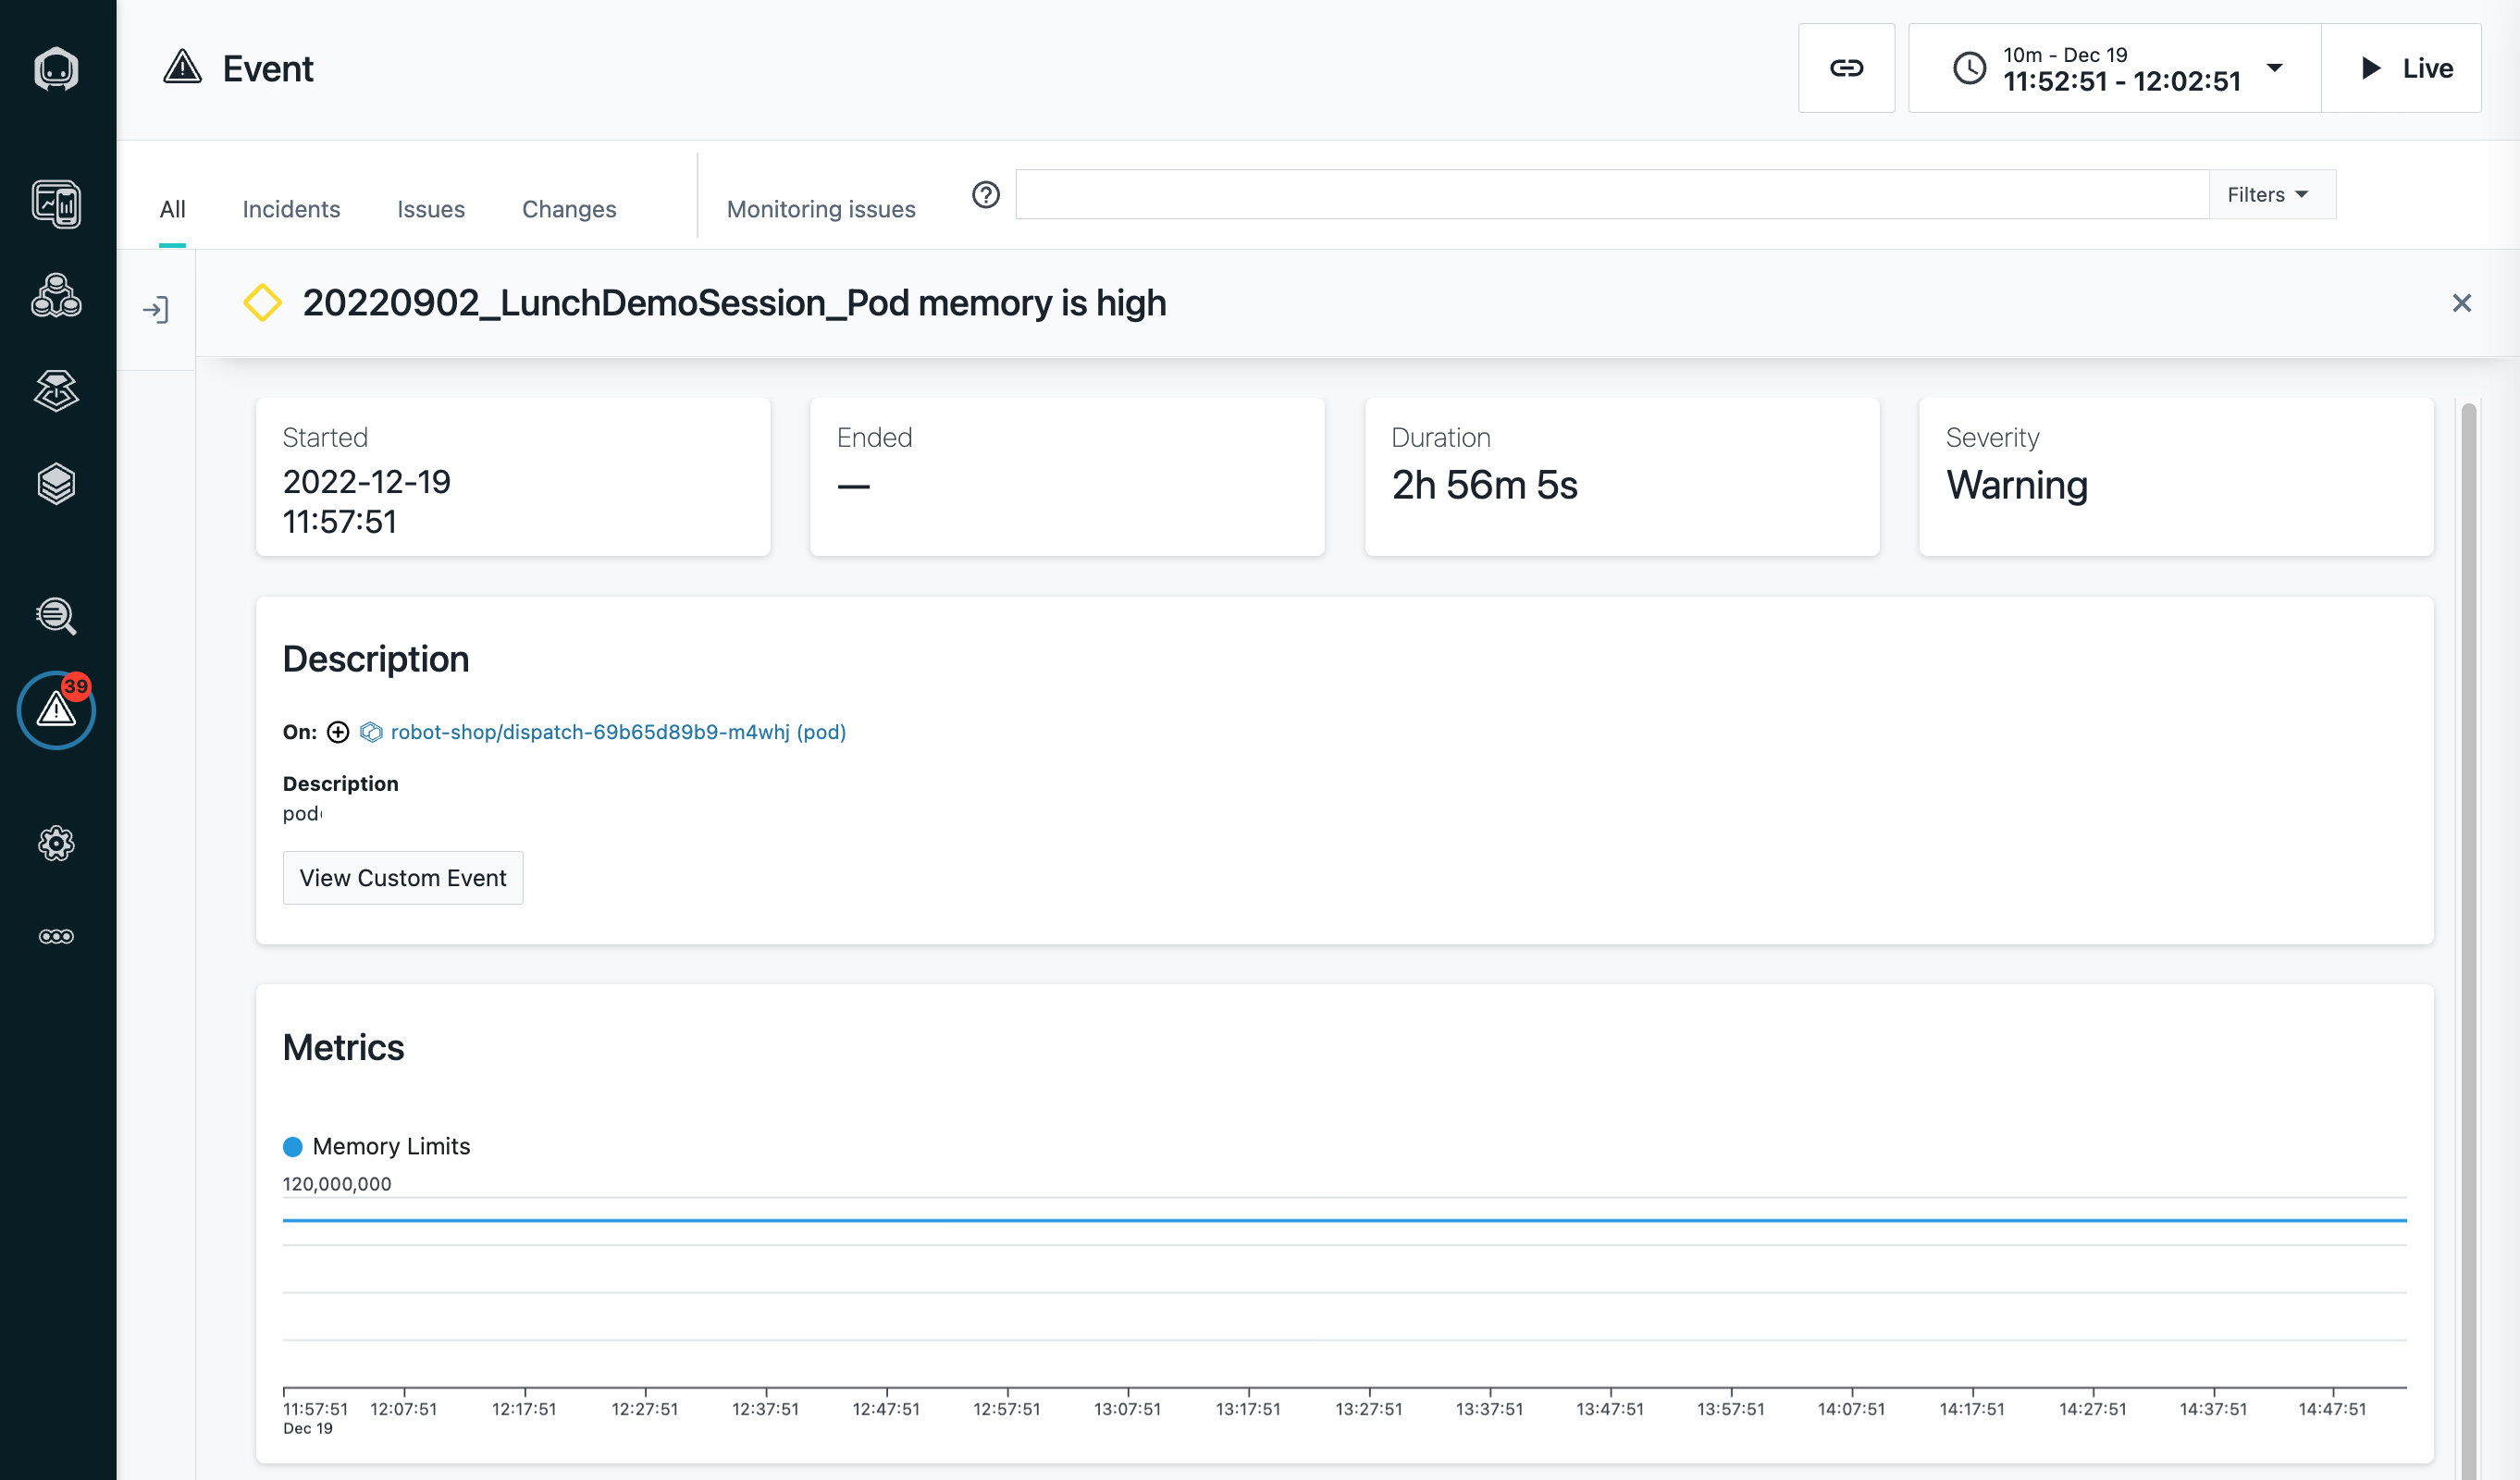 Event
10m - Dec 19
11:52:51 - 12:02:51
Live
All
Incidents
Issues
Changes
Monitoring issues
Filters
20220902_LunchDemoSession_Pod memory is high
Started
2022-12-19
11:57:51
Ended
—
Duration
2h 56m 5s
Severity
Warning
39
Description
On: robot-shop/dispatch-69b65d89b9-m4whj (pod)
Description
pod
View Custom Event
Metrics
Memory Limits
120,000,000
11:57:51 12:07:51 12:17:51 12:27:51 12:37:51 12:47:51 12:57:51 13:07:51 13:17:51 13:27:51 13:37:51 13:47:51 13:57:51 14:07:51 14:17:51 14:27:51 14:37:51 14:47:51
Dec 19